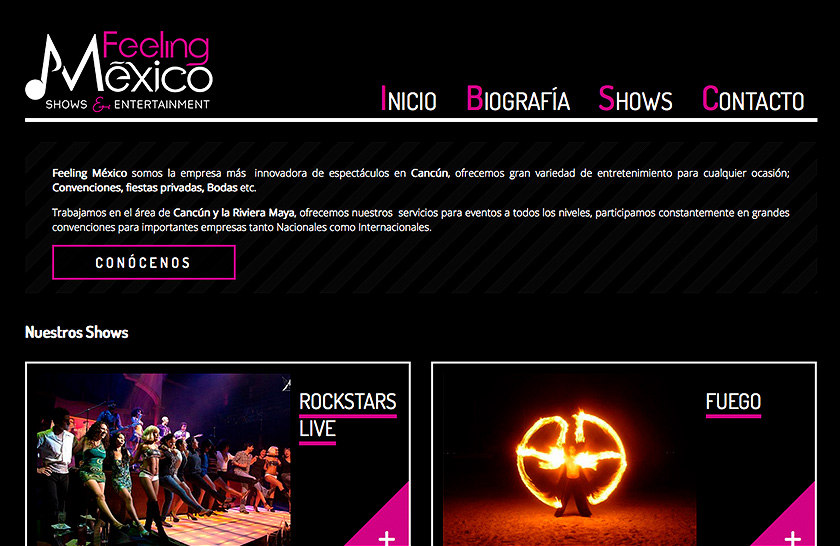 Feeling
México
SHOWS & ENTERTAINMENT
INICIO BIOGRAFÍA SHOWS CONTACTO
Feeling México somos la empresa más innovadora de espectáculos en Cancún, ofrecemos gran variedad de entretenimiento para cualquier ocasión;
Convenciones, fiestas privadas, Bodas etc.
Trabajamos en el área de Cancún y la Riviera Maya, ofrecemos nuestros servicios para eventos a todos los niveles, participamos constantemente en grandes
convenciones para importantes empresas tanto Nacionales como Internacionales.
CONÓCENOS
Nuestros Shows
ROCKSTARS
LIVE
+
FUEGO
+